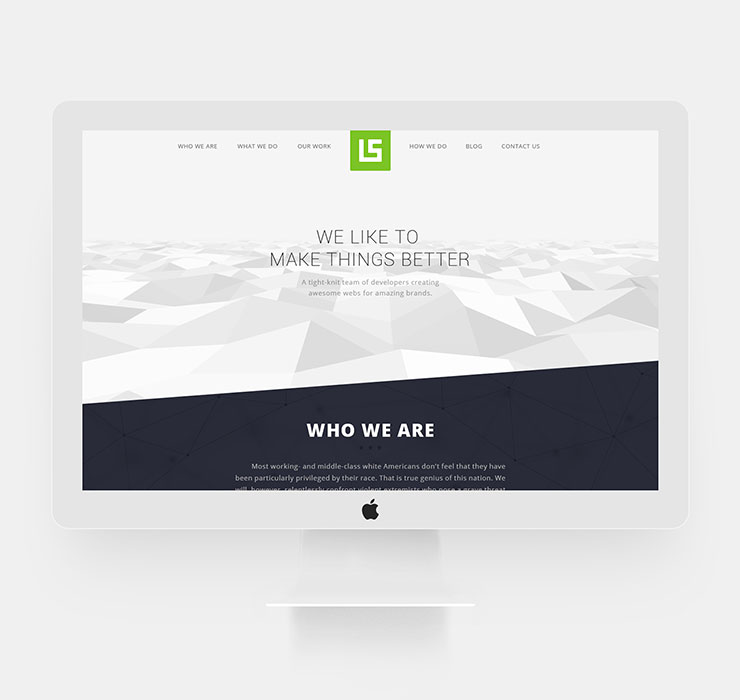 WHO WE ARE WHAT WE DO OUR WORK LS HOW WE DO BLOG CONTACT US
WE LIKE TO
MAKE THINGS BETTER
A tight-knit team of developers creating
awesome webs for amazing brands.
WHO WE ARE
Most working- and middle-class white Americans don't feel that they have
been particularly privileged by their race. That is true genius of this nation. We
will, however, relentlessly confront violent extremists who pose a grave threat